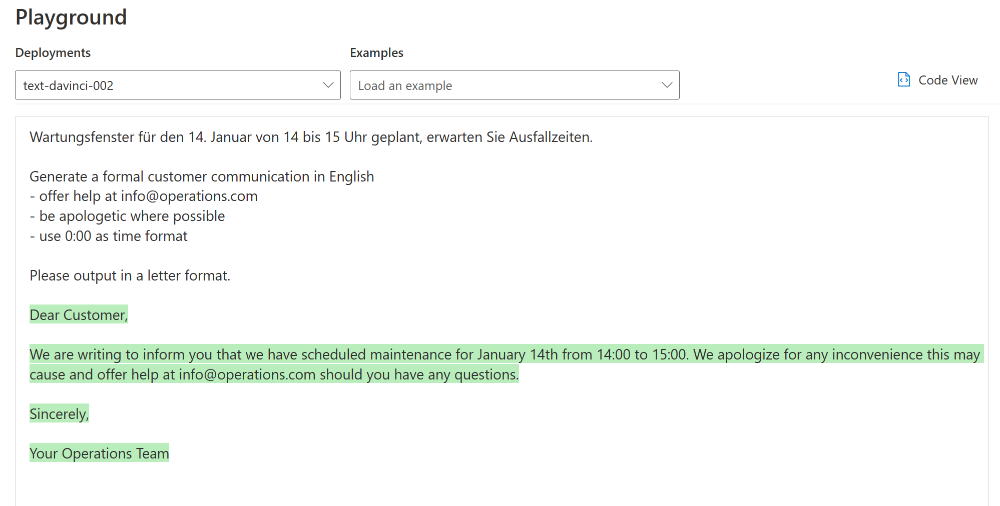 Playground
Deployments
Examples
text-davinci-002
Load an example
Code View
Wartungsfenster für den 14. Januar von 14 bis 15 Uhr geplant, erwarten Sie Ausfallzeiten.
Generate a formal customer communication in English
- offer help at info@operations.com
- be apologetic where possible
- use 0:00 as time format
Please output in a letter format.
Dear Customer,
We are writing to inform you that we have scheduled maintenance for January 14th from 14:00 to 15:00. We apologize for any inconvenience this may
cause and offer help at info@operations.com should you have any questions.
Sincerely,
Your Operations Team